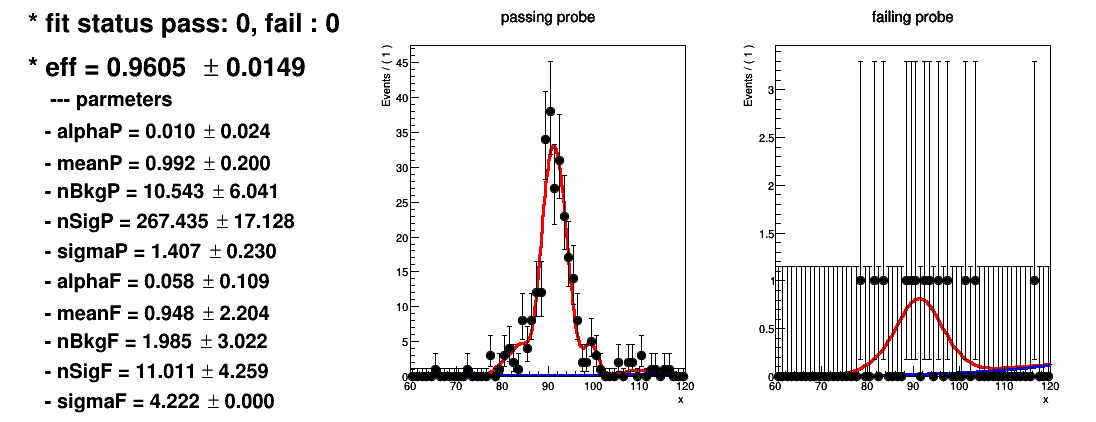 * fit status pass: 0, fail : 0
* eff = 0.9605 ± 0.0149
--- parmeters
- alphaP = 0.010 ± 0.024
- meanP = 0.992 ± 0.200
- nBkgP = 10.543 ± 6.041
- nSigP = 267.435 ± 17.128
- sigmaP = 1.407 ± 0.230
- alphaF = 0.058 ± 0.109
- meanF = 0.948 ± 2.204
- nBkgF = 1.985 ± 3.022
- nSigF = 11.011 ± 4.259
- sigmaF = 4.222 ± 0.000
passing probe
Events / ( 1 )
45
40
35
30
25
20
15
10
5
0
60 70 80 90 100 110 120
x
failing probe
Events / ( 1 )
3
2.5
2
1.5
1
0.5
0
60 70 80 90 100 110 120
x